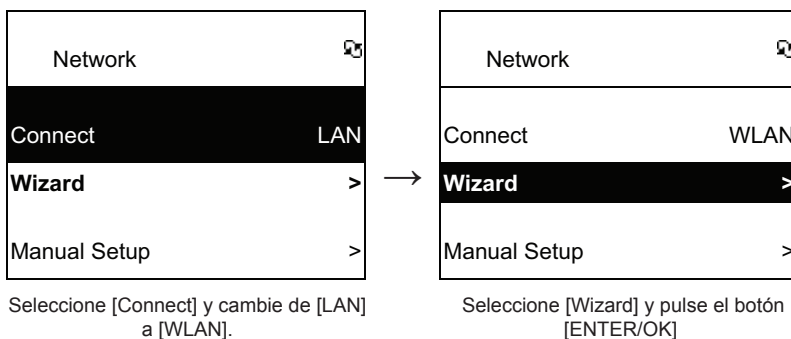 Network
Connect LAN
Wizard >
Manual Setup >
Seleccione [Connect] y cambie de [LAN]
a [WLAN].
→
Network
Connect WLAN
Wizard >
Manual Setup >
Seleccione [Wizard] y pulse el botón
[ENTER/OK]